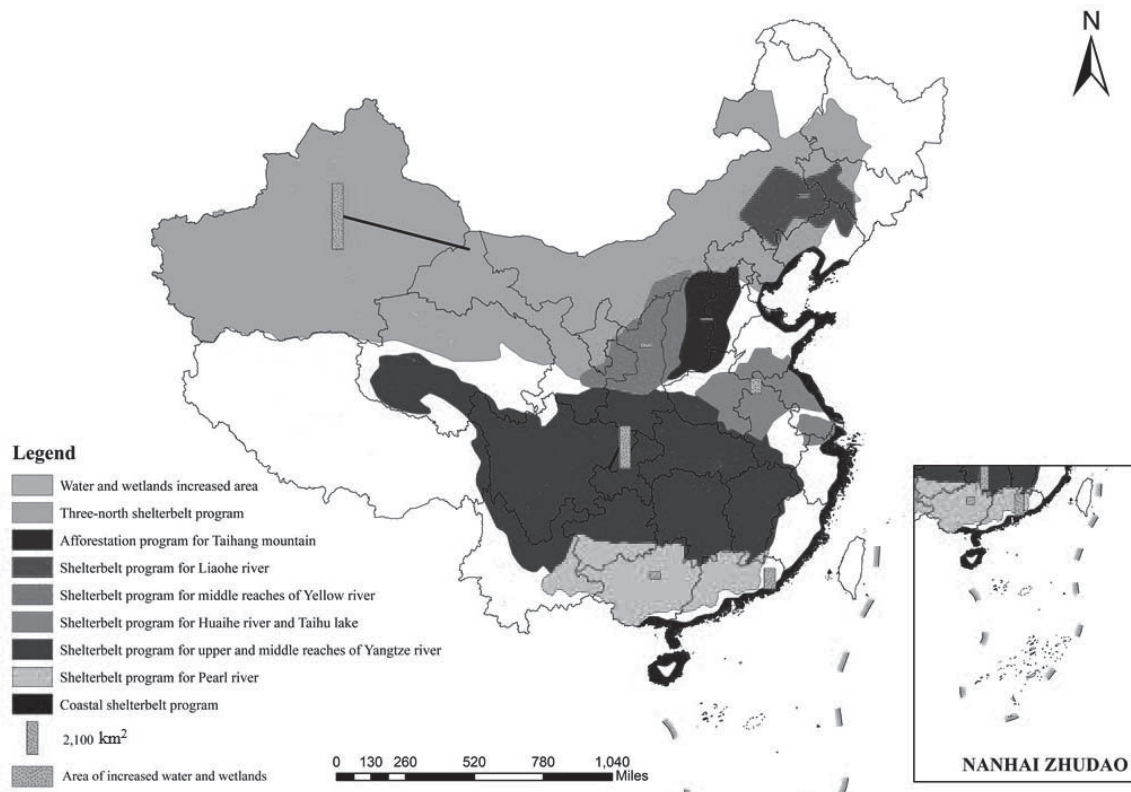 N
Legend
Water and wetlands increased area
Three-north shelterbelt program
Afforestation program for Taihang mountain
Shelterbelt program for Liaohe river
Shelterbelt program for middle reaches of Yellow river
Shelterbelt program for Huaihe river and Taihu lake
Shelterbelt program for upper and middle reaches of Yangtze river
Shelterbelt program for Pearl river
Coastal shelterbelt program
2,100 km²
Area of increased water and wetlands
0 130 260 520 780 1,040
Miles
NANHAI ZHUDAO